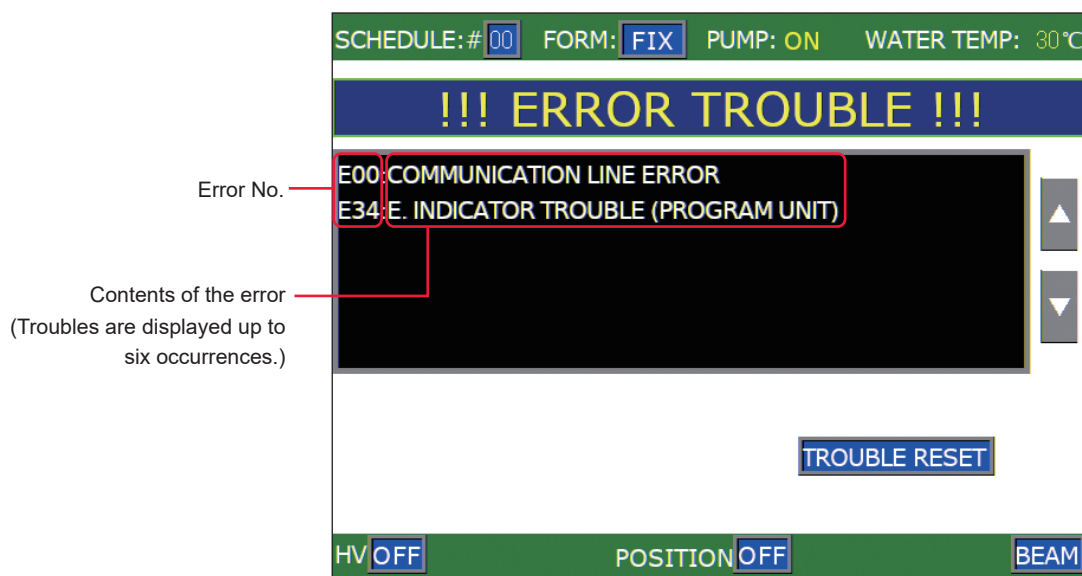 SCHEDULE:# 00 FORM: FIX PUMP: ON WATER TEMP: 30℃
!!! ERROR TROUBLE !!!
E00:COMMUNICATION LINE ERROR
E34:E. INDICATOR TROUBLE (PROGRAM UNIT)
Error No.
Contents of the error
(Troubles are displayed up to
six occurrences.)
▲
▼
TROUBLE RESET
HV OFF POSITION OFF BEAM